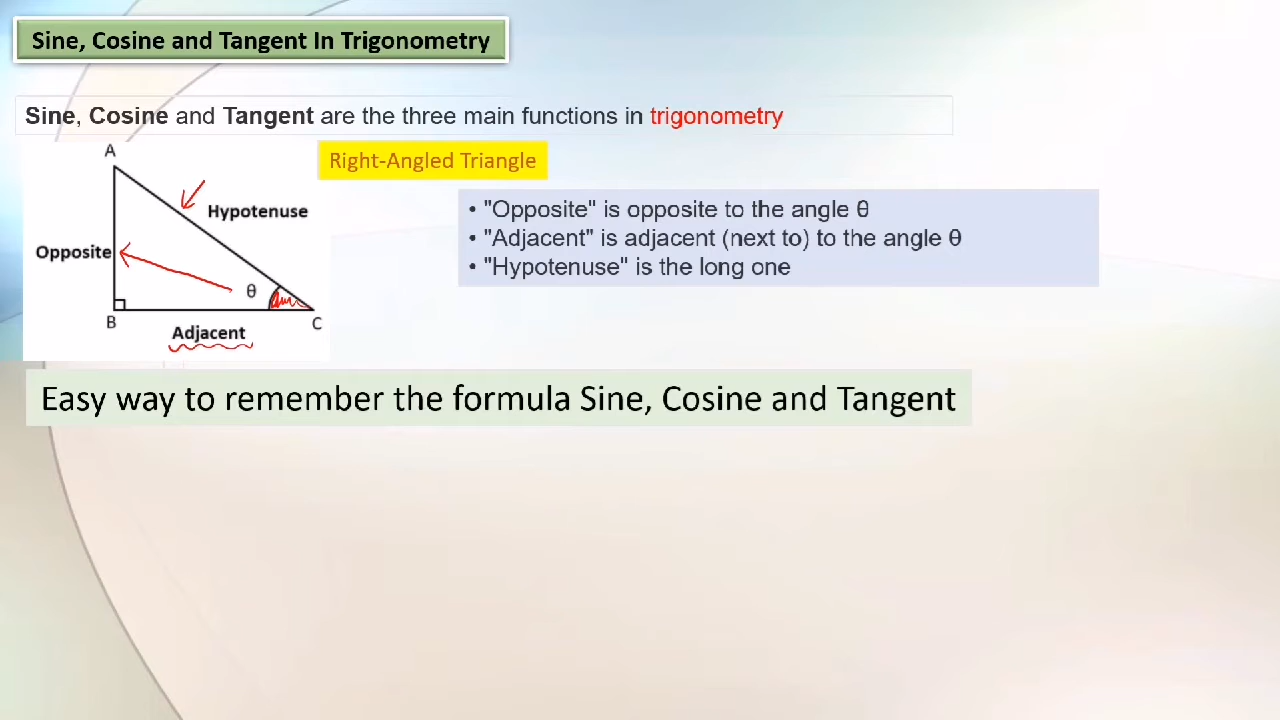 Sine, Cosine and Tangent In Trigonometry
Sine, Cosine and Tangent are the three main functions in trigonometry
Right-Angled Triangle
A
Hypotenuse
Opposite
θ
B
C
Adjacent
• "Opposite" is opposite to the angle θ
• "Adjacent" is adjacent (next to) to the angle θ
• "Hypotenuse" is the long one
Easy way to remember the formula Sine, Cosine and Tangent